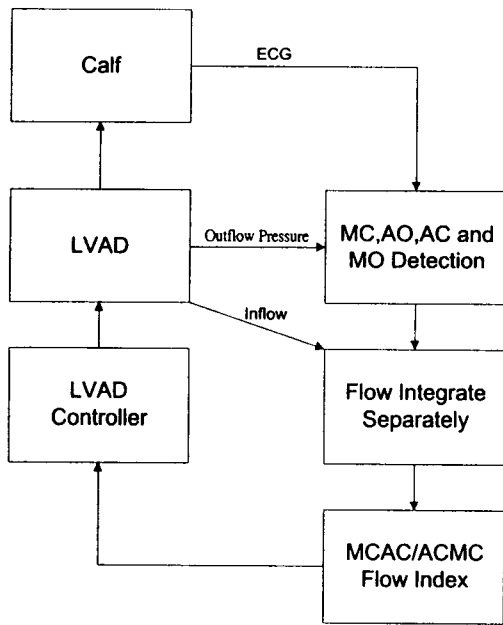 Calf
ECG
LVAD
Outflow Pressure
MC,AO,AC and
MO Detection
Inflow
LVAD
Controller
Flow Integrate
Separately
MCAC/ACMC
Flow Index